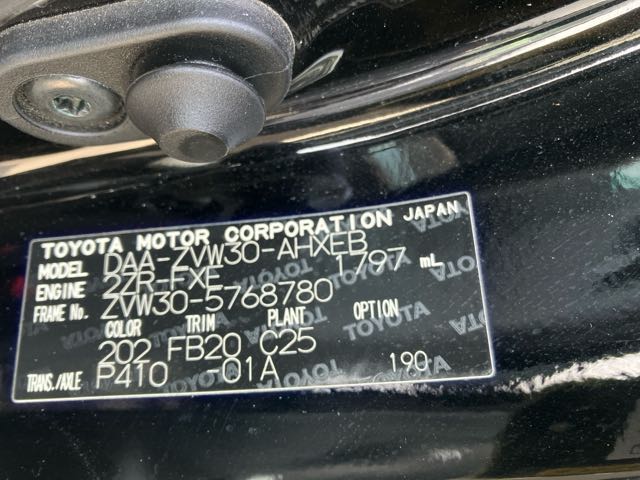 TOYOTA MOTOR CORPORATION JAPAN
MODEL DAA-ZVW30-AHXEB
ENGINE 2ZR-FXE 1797 mL
FRAME No. ZVW30-5768780
COLOR TRIM PLANT OPTION
202 FB20 C25
TRANS./AXLE P410 -01A 190